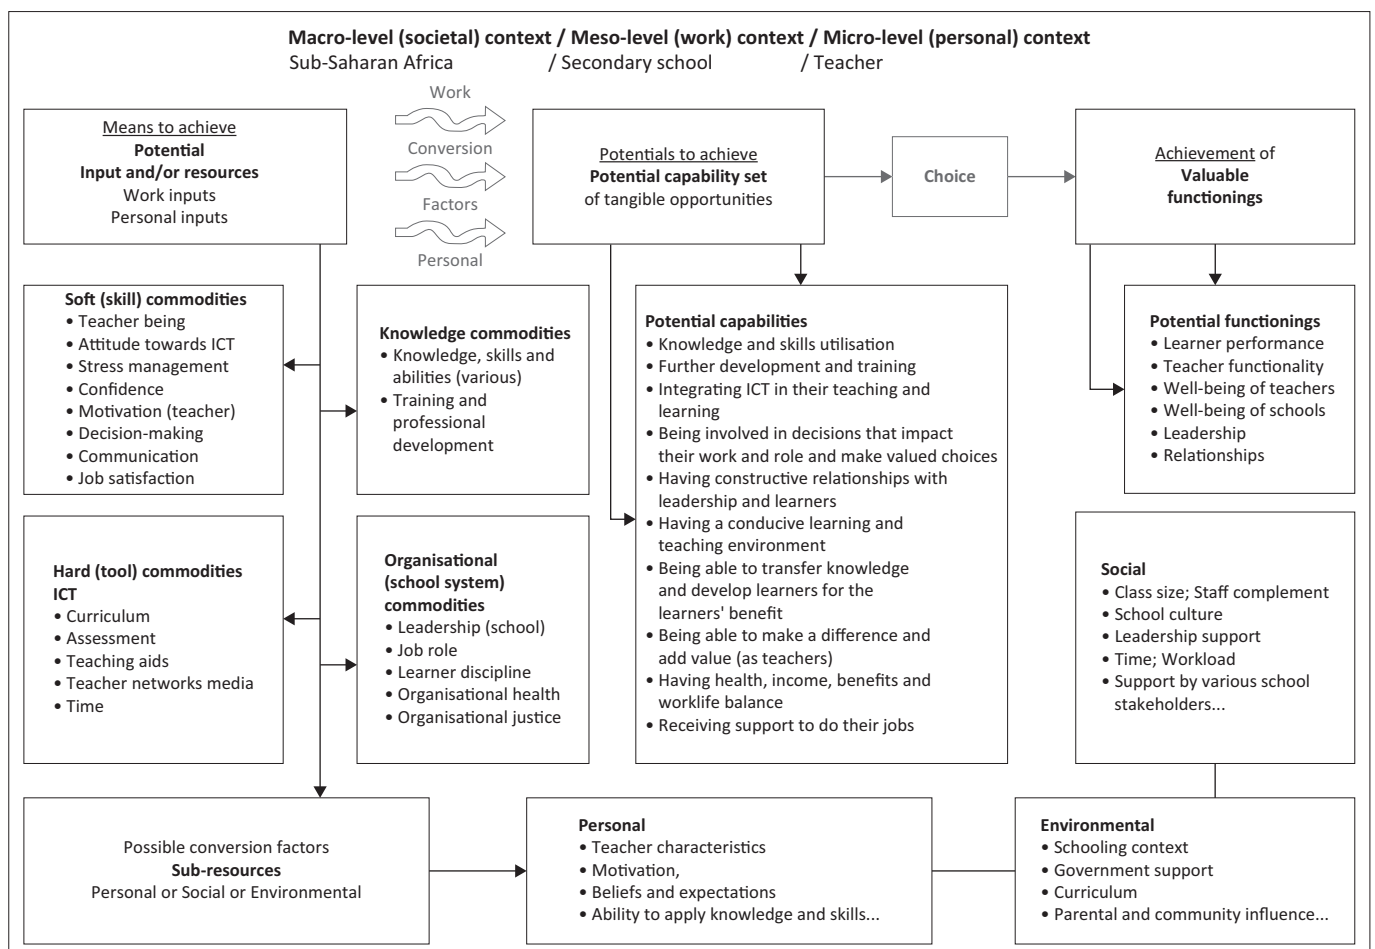 Macro-level (societal) context / Meso-level (work) context / Micro-level (personal) context
Sub-Saharan Africa / Secondary school / Teacher
Means to achieve
Potential
Input and/or resources
Work inputs
Personal inputs
Work
Conversion
Factors
Personal
Potentials to achieve
Potential capability set
of tangible opportunities
Choice
Achievement of
Valuable
functionings
Soft (skill) commodities
• Teacher being
• Attitude towards ICT
• Stress management
• Confidence
• Motivation (teacher)
• Decision-making
• Communication
• Job satisfaction
Knowledge commodities
• Knowledge, skills and
abilities (various)
• Training and
professional
development
Hard (tool) commodities
ICT
• Curriculum
• Assessment
• Teaching aids
• Teacher networks media
• Time
Organisational
(school system)
commodities
• Leadership (school)
• Job role
• Learner discipline
• Organisational health
• Organisational justice
Potential capabilities
• Knowledge and skills utilisation
• Further development and training
• Integrating ICT in their teaching and
learning
• Being involved in decisions that impact
their work and role and make valued choices
• Having constructive relationships with
leadership and learners
• Having a conducive learning and
teaching environment
• Being able to transfer knowledge
and develop learners for the
learners' benefit
• Being able to make a difference and
add value (as teachers)
• Having health, income, benefits and
worklife balance
• Receiving support to do their jobs
Potential functionings
• Learner performance
• Teacher functionality
• Well-being of teachers
• Well-being of schools
• Leadership
• Relationships
Social
• Class size; Staff complement
• School culture
• Leadership support
• Time; Workload
• Support by various school
stakeholders...
Possible conversion factors
Sub-resources
Personal or Social or Environmental
Personal
• Teacher characteristics
• Motivation,
• Beliefs and expectations
• Ability to apply knowledge and skills...
Environmental
• Schooling context
• Government support
• Curriculum
• Parental and community influence...